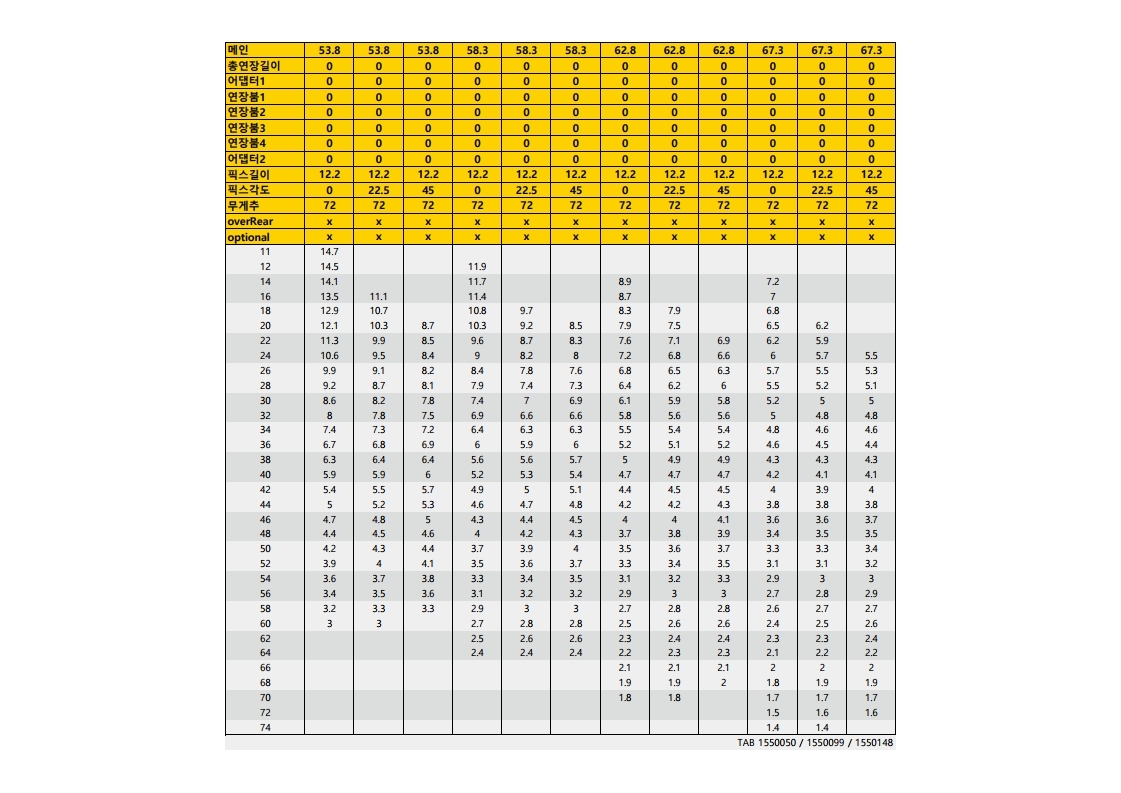 메인 53.8 53.8 53.8 58.3 58.3 58.3 62.8 62.8 62.8 67.3 67.3 67.3
총연장길이 0 0 0 0 0 0 0 0 0 0 0 0
어댑터1 0 0 0 0 0 0 0 0 0 0 0 0
연장붐1 0 0 0 0 0 0 0 0 0 0 0 0
연장붐2 0 0 0 0 0 0 0 0 0 0 0 0
연장붐3 0 0 0 0 0 0 0 0 0 0 0 0
연장붐4 0 0 0 0 0 0 0 0 0 0 0 0
어댑터2 0 0 0 0 0 0 0 0 0 0 0 0
픽스길이 12.2 12.2 12.2 12.2 12.2 12.2 12.2 12.2 12.2 12.2 12.2 12.2
픽스각도 0 22.5 45 0 22.5 45 0 22.5 45 0 22.5 45
무게추 72 72 72 72 72 72 72 72 72 72 72 72
overRear x x x x x x x x x x x x
optional x x x x x x x x x x x x
11 14.7
12 14.5 11.9
14 14.1 11.7 8.9 7.2
16 13.5 11.1 11.4 8.7 7
18 12.9 10.7 10.8 9.7 8.3 7.9 6.8
20 12.1 10.3 8.7 10.3 9.2 8.5 7.9 7.5 6.5 6.2
22 11.3 9.9 8.5 9.6 8.7 8.3 7.6 7.1 6.9 6.2 5.9
24 10.6 9.5 8.4 9 8.2 8 7.2 6.8 6.6 6 5.7 5.5
26 9.9 9.1 8.2 8.4 7.8 7.6 6.8 6.5 6.3 5.7 5.5 5.3
28 9.2 8.7 8.1 7.9 7.4 7.3 6.4 6.2 6 5.5 5.2 5.1
30 8.6 8.2 7.8 7.4 7 6.9 6.1 5.9 5.8 5.2 5 5
32 8 7.8 7.5 6.9 6.6 6.6 5.8 5.6 5.6 5 4.8 4.8
34 7.4 7.3 7.2 6.4 6.3 6.3 5.5 5.4 5.4 4.8 4.6 4.6
36 6.7 6.8 6.9 6 5.9 6 5.2 5.1 5.2 4.6 4.5 4.4
38 6.3 6.4 6.4 5.6 5.6 5.7 5 4.9 4.9 4.3 4.3 4.3
40 5.9 5.9 6 5.2 5.3 5.4 4.7 4.7 4.7 4.2 4.1 4.1
42 5.4 5.5 5.7 4.9 5 5.1 4.4 4.5 4.5 4 3.9 4
44 5 5.2 5.3 4.6 4.7 4.8 4.2 4.2 4.3 3.8 3.8 3.8
46 4.7 4.8 5 4.3 4.4 4.5 4 4 4.1 3.6 3.6 3.7
48 4.4 4.5 4.6 4 4.2 4.3 3.7 3.8 3.9 3.4 3.5 3.5
50 4.2 4.3 4.4 3.7 3.9 4 3.5 3.6 3.7 3.3 3.3 3.4
52 3.9 4 4.1 3.5 3.6 3.7 3.3 3.4 3.5 3.1 3.1 3.2
54 3.6 3.7 3.8 3.3 3.4 3.5 3.1 3.2 3.3 2.9 3 3
56 3.4 3.5 3.6 3.1 3.2 3.2 2.9 3 3 2.7 2.8 2.9
58 3.2 3.3 3.3 2.9 3 3 2.7 2.8 2.8 2.6 2.7 2.7
60 3 3 2.7 2.8 2.8 2.5 2.6 2.6 2.4 2.5 2.6
62 2.5 2.6 2.6 2.3 2.4 2.4 2.3 2.3 2.4
64 2.4 2.4 2.4 2.2 2.3 2.3 2.1 2.2 2.2
66 2.1 2.1 2.1 2 2 2
68 1.9 1.9 2 1.8 1.9 1.9
70 1.8 1.8 1.7 1.7 1.7
72 1.5 1.6 1.6
74 1.4 1.4
TAB 1550050 / 1550099 / 1550148